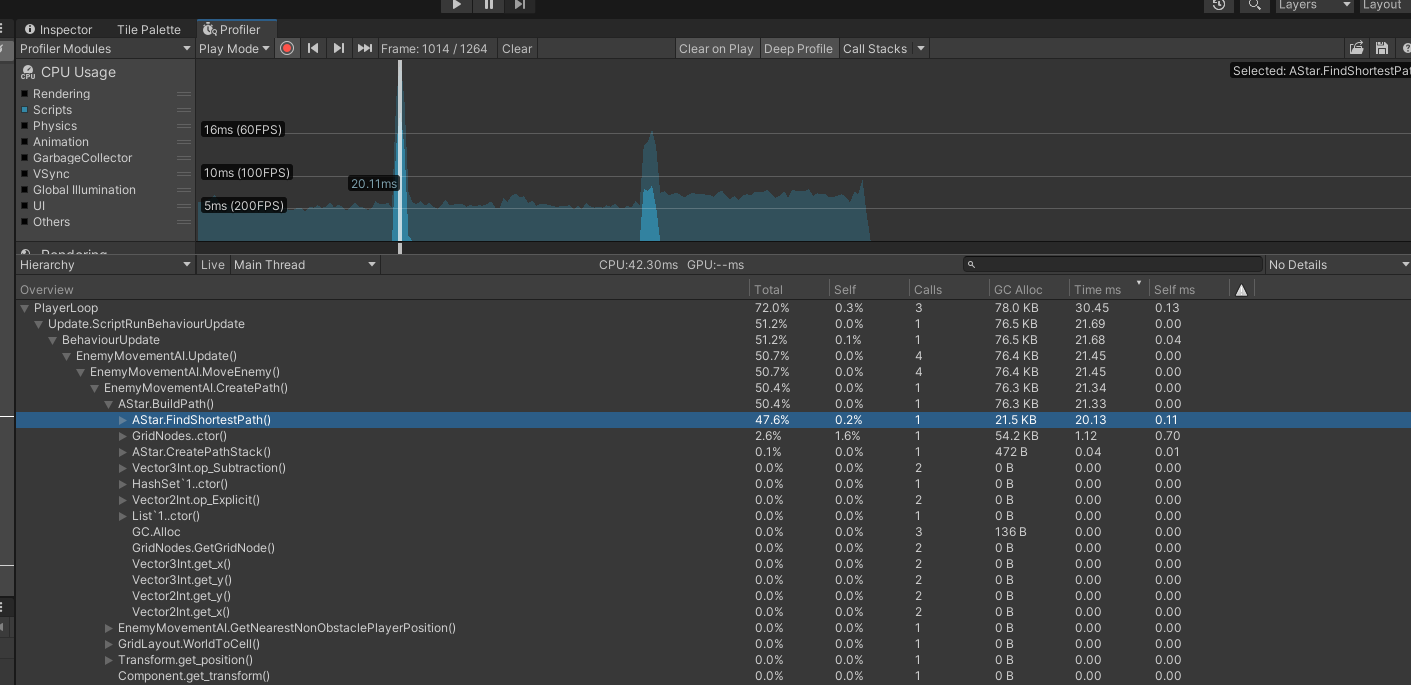 Layers Layout
Inspector Tile Palette Profiler
Profiler Modules Play Mode Frame: 1014 / 1264 Clear Clear on Play Deep Profile Call Stacks
CPU Usage
Selected: AStar.FindShortestPat
Rendering
Scripts
Physics
Animation
GarbageCollector
VSync
Global Illumination
UI
Others
16ms (60FPS)
10ms (100FPS)
20.11ms
5ms (200FPS)
Rendering
Hierarchy Live Main Thread CPU:42.30ms GPU:--ms No Details
Overview Total Self Calls GC Alloc Time ms Self ms
PlayerLoop 72.0% 0.3% 3 78.0 KB 30.45 0.13
Update.ScriptRunBehaviourUpdate 51.2% 0.0% 1 76.5 KB 21.69 0.00
BehaviourUpdate 51.2% 0.1% 1 76.5 KB 21.68 0.04
EnemyMovementAI.Update() 50.7% 0.0% 4 76.4 KB 21.45 0.00
EnemyMovementAI.MoveEnemy() 50.7% 0.0% 4 76.4 KB 21.45 0.00
EnemyMovementAI.CreatePath() 50.4% 0.0% 1 76.3 KB 21.34 0.00
AStar.BuildPath() 50.4% 0.0% 1 76.3 KB 21.33 0.00
AStar.FindShortestPath() 47.6% 0.2% 1 21.5 KB 20.13 0.11
GridNodes..ctor() 2.6% 1.6% 1 54.2 KB 1.12 0.70
AStar.CreatePathStack() 0.1% 0.0% 1 472 B 0.04 0.01
Vector3Int.op_Subtraction() 0.0% 0.0% 2 0 B 0.00 0.00
HashSet`1..ctor() 0.0% 0.0% 1 0 B 0.00 0.00
Vector2Int.op_Explicit() 0.0% 0.0% 2 0 B 0.00 0.00
List`1..ctor() 0.0% 0.0% 1 0 B 0.00 0.00
GC.Alloc 0.0% 0.0% 3 136 B 0.00 0.00
GridNodes.GetGridNode() 0.0% 0.0% 2 0 B 0.00 0.00
Vector3Int.get_x() 0.0% 0.0% 2 0 B 0.00 0.00
Vector3Int.get_y() 0.0% 0.0% 2 0 B 0.00 0.00
Vector2Int.get_y() 0.0% 0.0% 2 0 B 0.00 0.00
Vector2Int.get_x() 0.0% 0.0% 2 0 B 0.00 0.00
EnemyMovementAI.GetNearestNonObstaclePlayerPosition() 0.0% 0.0% 1 0 B 0.00 0.00
GridLayout.WorldToCell() 0.0% 0.0% 1 0 B 0.00 0.00
Transform.get_position() 0.0% 0.0% 1 0 B 0.00 0.00
Component.get_transform() 0.0% 0.0% 1 0 B 0.00 0.00